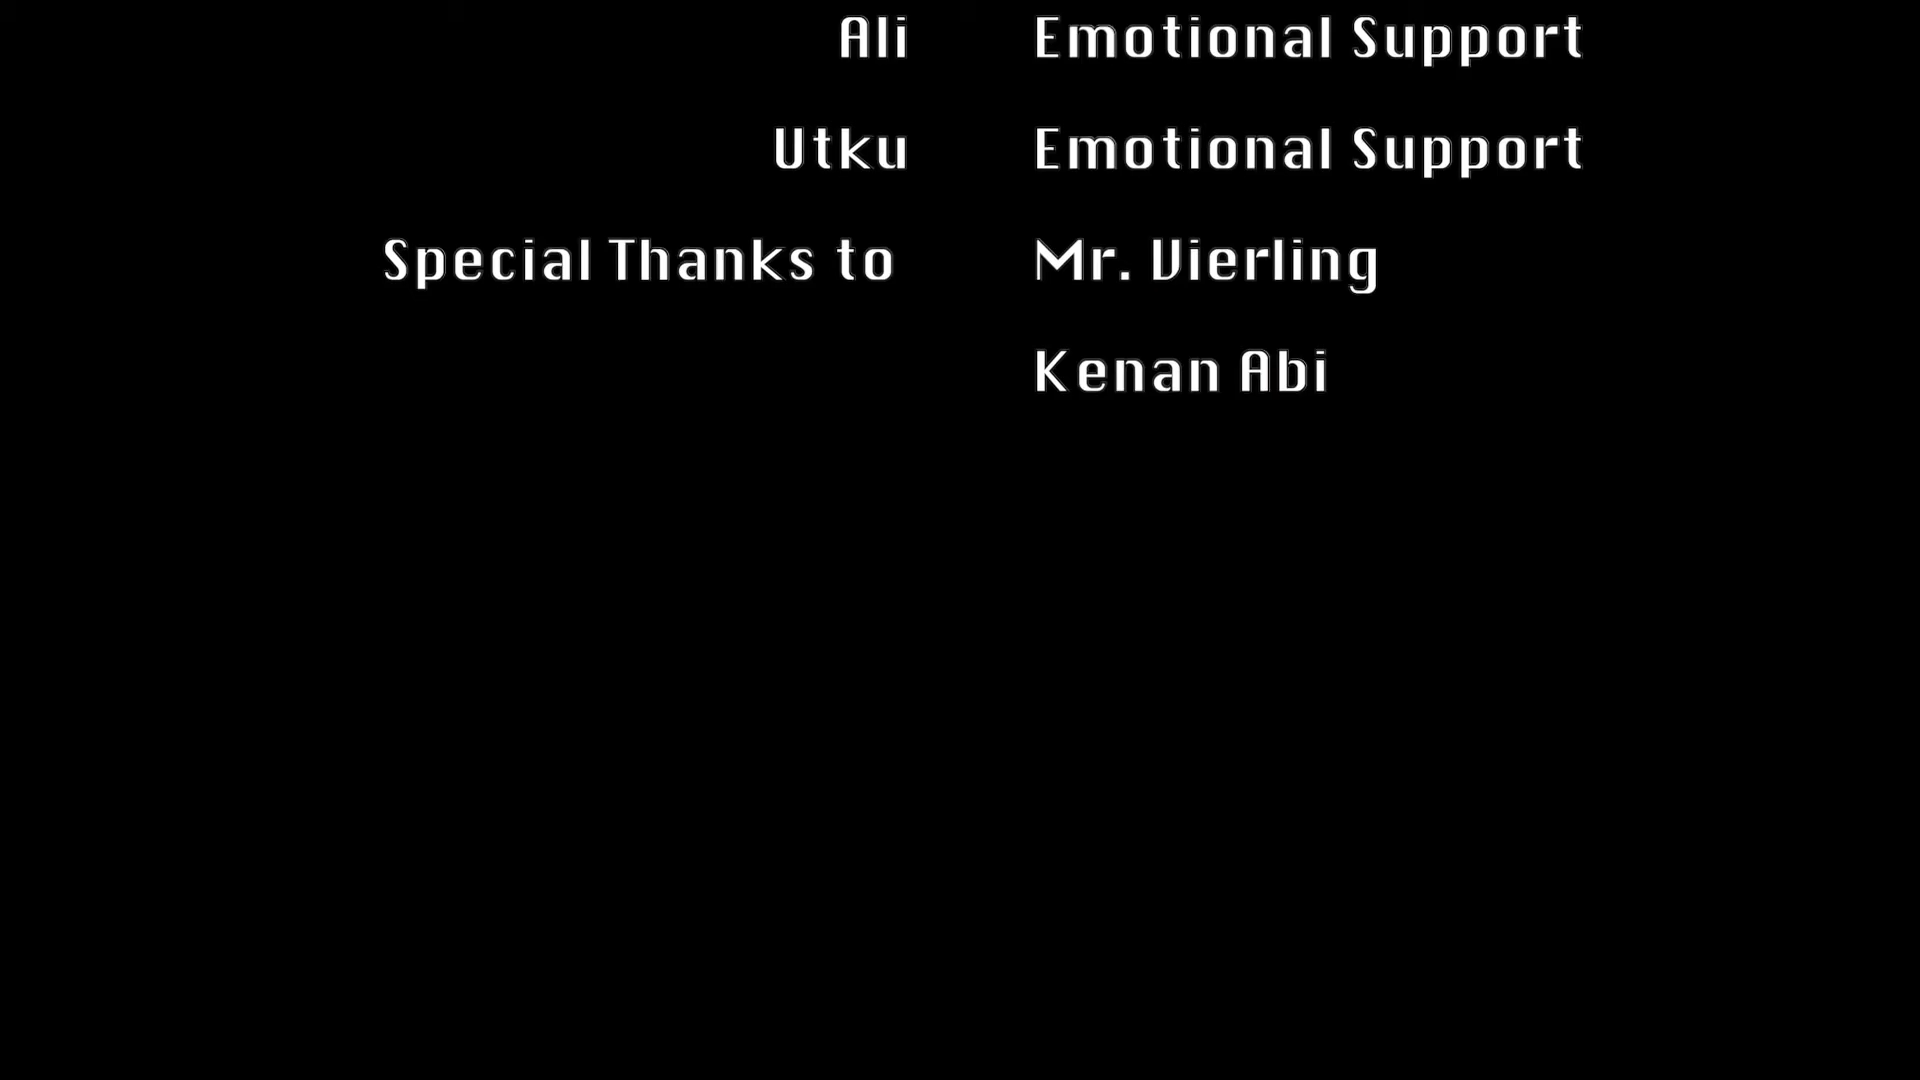 Ali Emotional Support
Utku Emotional Support
Special Thanks to Mr. Vierling
Kenan Abi